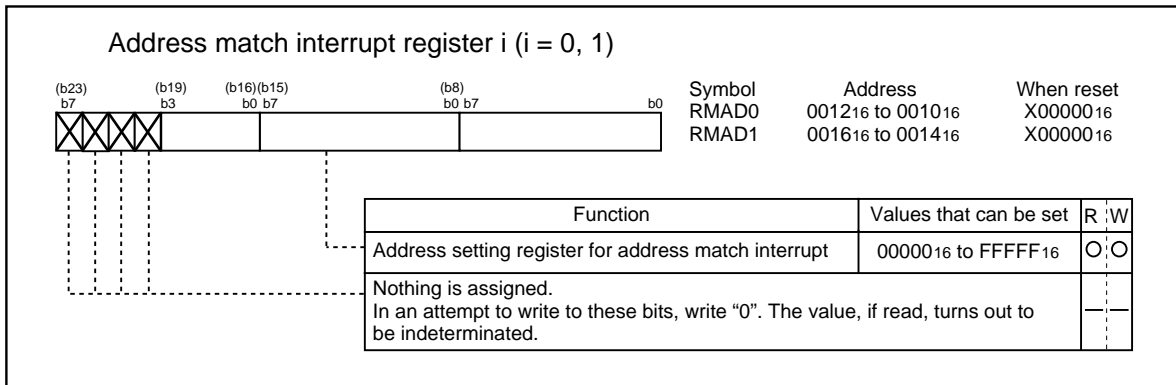 Address match interrupt register i (i = 0, 1)
(b23) (b19) (b16)(b15) (b8)
b7 b3 b0 b7 b0 b7 b0
Symbol Address When reset
RMAD0 001216 to 001016 X0000016
RMAD1 001616 to 001416 X0000016
Function Values that can be set R W
Address setting register for address match interrupt 0000016 to FFFFF16 O O
Nothing is assigned.
In an attempt to write to these bits, write “0”. The value, if read, turns out to — —
be indeterminated.